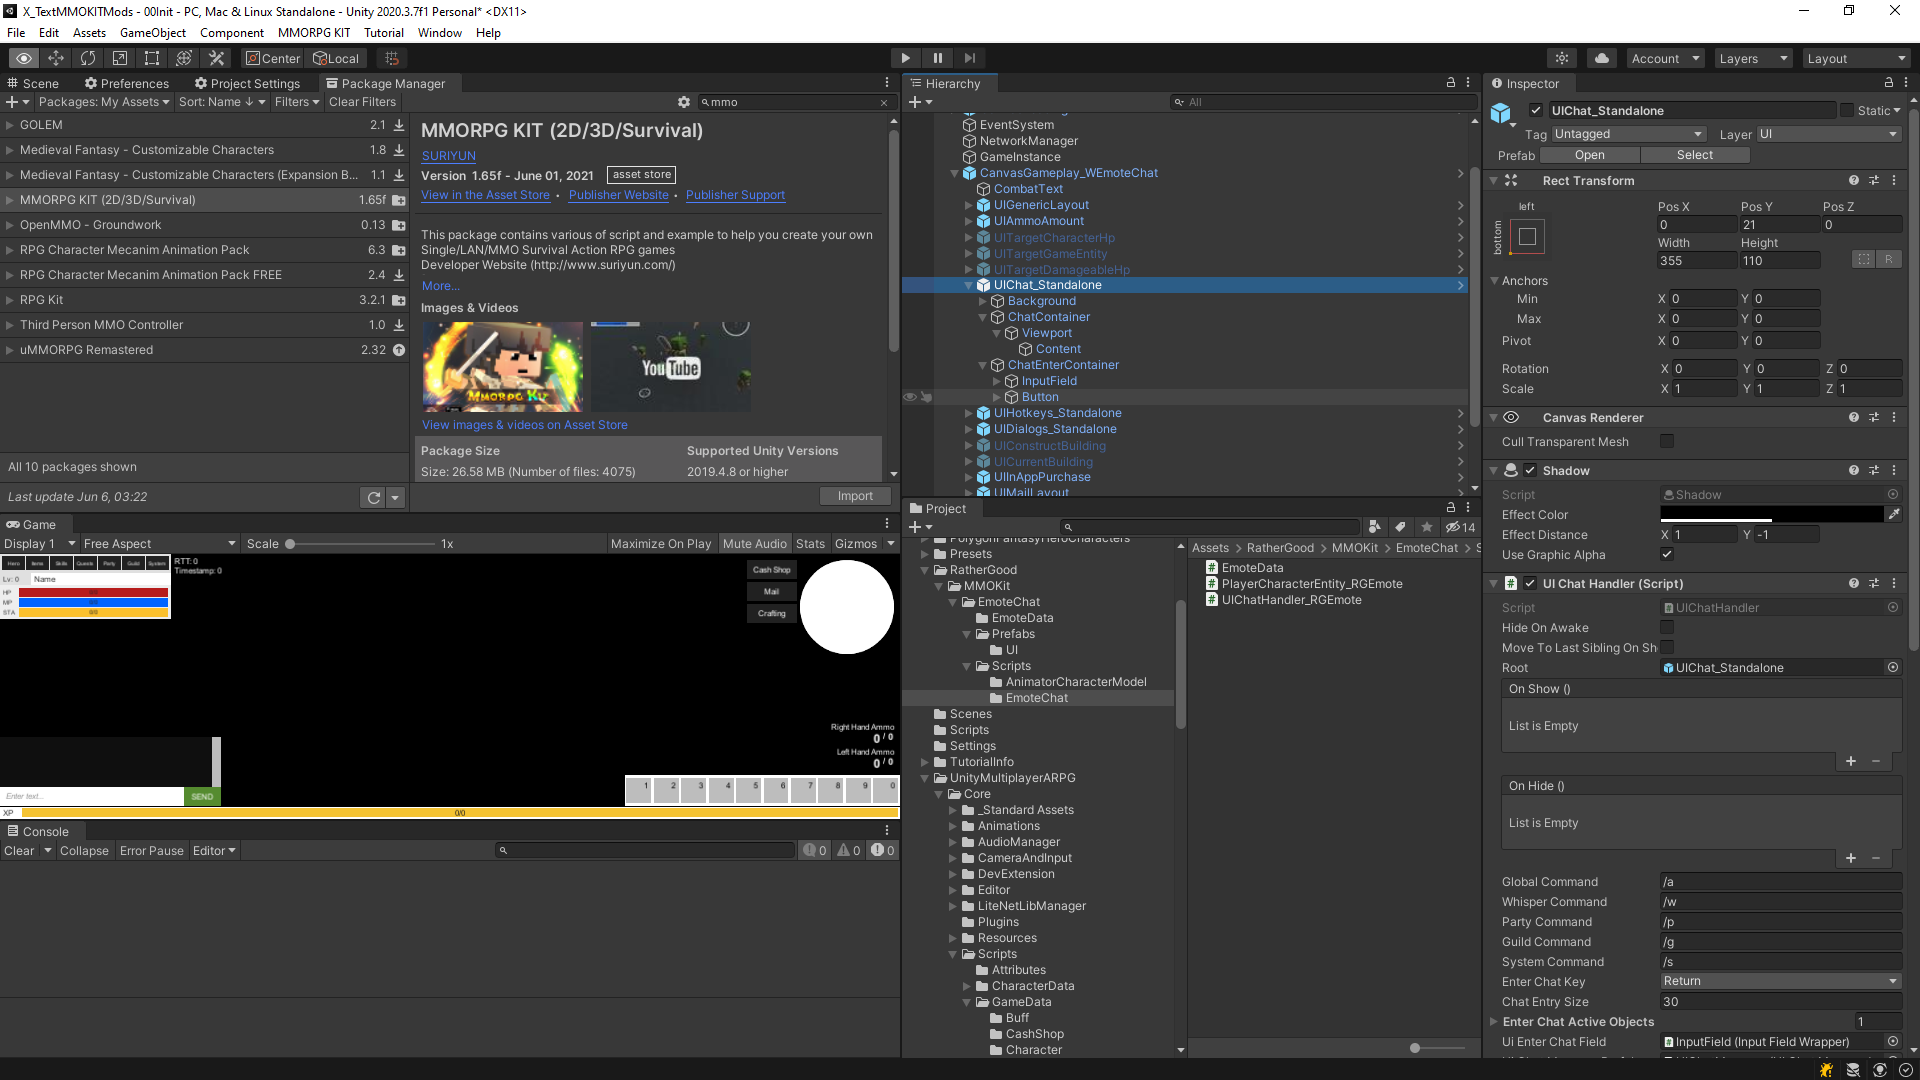 X_TextMMOKITMods - 00Init - PC, Mac & Linux Standalone - Unity 2020.3.7f1 Personal* <DX11>
File Edit Assets GameObject Component MMORPG KIT Tutorial Window Help
Center Local Account Layers Layout
Scene Preferences Project Settings Package Manager
Packages: My Assets Sort: Name ↓ Filters Clear Filters mmo
GOLEM 2.1
Medieval Fantasy - Customizable Characters 1.8
Medieval Fantasy - Customizable Characters (Expansion B... 1.1
MMORPG KIT (2D/3D/Survival) 1.65f
OpenMMO - Groundwork 0.13
RPG Character Mecanim Animation Pack 6.3
RPG Character Mecanim Animation Pack FREE 2.4
RPG Kit 3.2.1
Third Person MMO Controller 1.0
uMMORPG Remastered 2.32
All 10 packages shown
Last update Jun 6, 03:22
MMORPG KIT (2D/3D/Survival)
SURIYUN
Version 1.65f - June 01, 2021 asset store
View in the Asset Store • Publisher Website • Publisher Support
This package contains various of script and example to help you create your own
Single/LAN/MMO Survival Action RPG games
Developer Website (http://www.suriyun.com/)
More...
Images & Videos
MMORPG KIT
YouTube
View images & videos on Asset Store
Package Size Supported Unity Versions
Size: 26.58 MB (Number of files: 4075) 2019.4.8 or higher
Import
Game
Display 1 Free Aspect Scale 1x Maximize On Play Mute Audio Stats Gizmos
Hero Items Skills Quests Party Guild System
RTT: 0
Timestamp: 0
Lv: 0 Name
HP 0/0
MP 0/0
STA 0/0
Cash Shop
Mail
Crafting
Right Hand Ammo
0 / 0
Left Hand Ammo
0 / 0
1 2 3 4 5 6 7 8 9 0
Enter text... SEND
XP 0/0
Console
Clear Collapse Error Pause Editor 0 0 0
Hierarchy
All
EventSystem
NetworkManager
GameInstance
CanvasGameplay_WEmoteChat
CombatText
UIGenericLayout
UIAmmoAmount
UITargetCharacterHp
UITargetGameEntity
UITargetDamageableHp
UIChat_Standalone
Background
ChatContainer
Viewport
Content
ChatEnterContainer
InputField
Button
UIHotkeys_Standalone
UIDialogs_Standalone
UIConstructBuilding
UICurrentBuilding
UIInAppPurchase
UIMailLayout
Project
14
PolygonFantasyHeroCharacters
Presets
RatherGood
MMOKit
EmoteChat
EmoteData
Prefabs
UI
Scripts
AnimatorCharacterModel
EmoteChat
Scenes
Scripts
Settings
TutorialInfo
UnityMultiplayerARPG
Core
_Standard Assets
Animations
AudioManager
CameraAndInput
DevExtension
Editor
LiteNetLibManager
Plugins
Resources
Scripts
Attributes
CharacterData
GameData
Buff
CashShop
Character
Assets > RatherGood > MMOKit > EmoteChat > S
EmoteData
PlayerCharacterEntity_RGEmote
UIChatHandler_RGEmote
Inspector
UIChat_Standalone Static
Tag Untagged Layer UI
Prefab Open Select
Rect Transform
left
bottom
Pos X Pos Y Pos Z
0 21 0
Width Height
355 110
R
Anchors
Min X 0 Y 0
Max X 0 Y 0
Pivot X 0 Y 0
Rotation X 0 Y 0 Z 0
Scale X 1 Y 1 Z 1
Canvas Renderer
Cull Transparent Mesh
Shadow
Script Shadow
Effect Color
Effect Distance X 1 Y -1
Use Graphic Alpha
UI Chat Handler (Script)
Script UIChatHandler
Hide On Awake
Move To Last Sibling On Sh
Root UIChat_Standalone
On Show ()
List is Empty
On Hide ()
List is Empty
Global Command /a
Whisper Command /w
Party Command /p
Guild Command /g
System Command /s
Enter Chat Key Return
Chat Entry Size 30
Enter Chat Active Objects 1
Ui Enter Chat Field InputField (Input Field Wrapper)